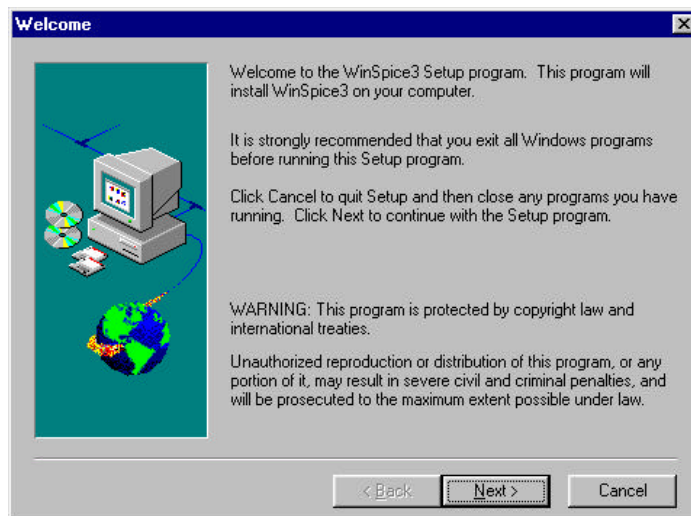 Welcome
Welcome to the WinSpice3 Setup program. This program will
install WinSpice3 on your computer.
It is strongly recommended that you exit all Windows programs
before running this Setup program.
Click Cancel to quit Setup and then close any programs you have
running. Click Next to continue with the Setup program.
WARNING: This program is protected by copyright law and
international treaties.
Unauthorized reproduction or distribution of this program, or any
portion of it, may result in severe civil and criminal penalties, and
will be prosecuted to the maximum extent possible under law.
< Back
Next >
Cancel